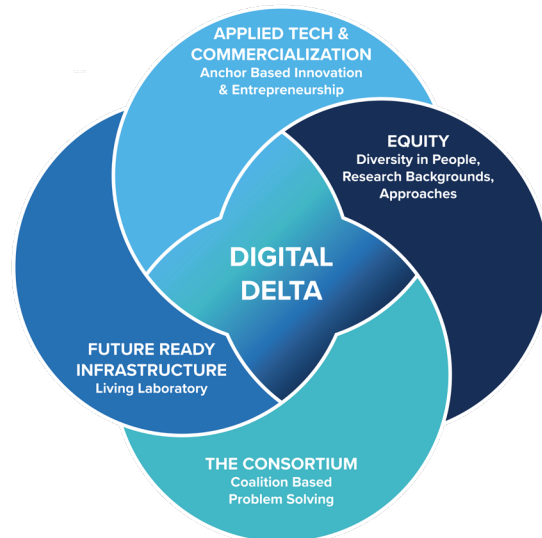 APPLIED TECH &
COMMERCIALIZATION
Anchor Based Innovation
& Entrepreneurship
EQUITY
Diversity in People,
Research Backgrounds,
Approaches
DIGITAL
DELTA
FUTURE READY
INFRASTRUCTURE
Living Laboratory
THE CONSORTIUM
Coalition Based
Problem Solving